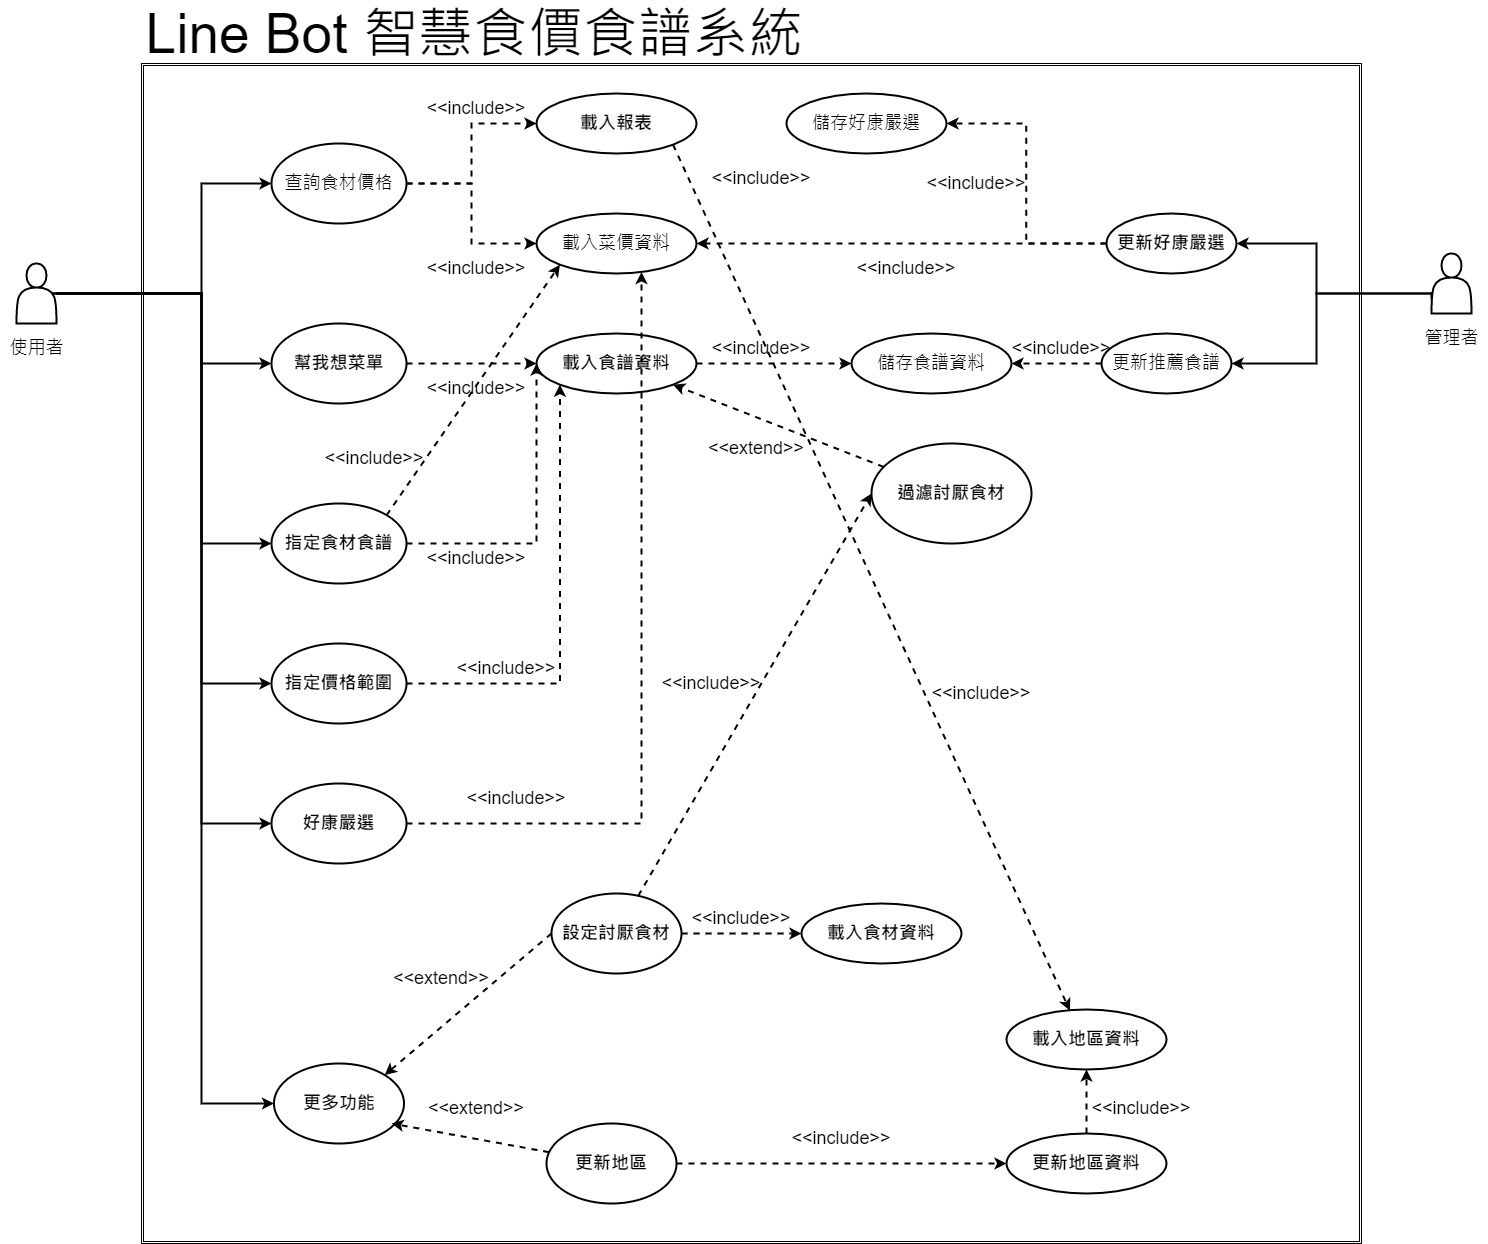 Line Bot 智慧食價食譜系統
<<include>>
載入報表
儲存好康嚴選
查詢食材價格
<<include>>
<<include>>
載入菜價資料
更新好康嚴選
<<include>>
<<include>>
使用者
管理者
幫我想菜單
載入食譜資料
<<include>>
儲存食譜資料
<<include>>
更新推薦食譜
<<include>>
<<include>>
<<extend>>
過濾討厭食材
指定食材食譜
<<include>>
<<include>>
指定價格範圍
<<include>>
<<include>>
<<include>>
好康嚴選
設定討厭食材
<<include>>
載入食材資料
<<extend>>
載入地區資料
更多功能
<<extend>>
<<include>>
<<include>>
更新地區
更新地區資料